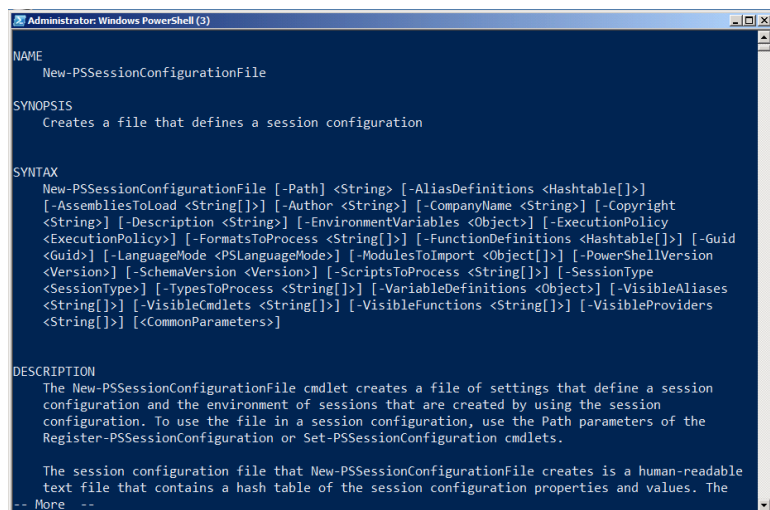 Administrator: Windows PowerShell (3)
NAME
New-PSSessionConfigurationFile
SYNOPSIS
Creates a file that defines a session configuration
SYNTAX
New-PSSessionConfigurationFile [-Path] <String> [-AliasDefinitions <Hashtable[]>]
[-AssembliesToLoad <String[]>] [-Author <String>] [-CompanyName <String>] [-Copyright
<String>] [-Description <String>] [-EnvironmentVariables <Object>] [-ExecutionPolicy
<ExecutionPolicy>] [-FormatsToProcess <String[]>] [-FunctionDefinitions <Hashtable[]>] [-Guid
<Guid>] [-LanguageMode <PSLanguageMode>] [-ModulesToImport <Object[]>] [-PowerShellVersion
<Version>] [-SchemaVersion <Version>] [-ScriptsToProcess <String[]>] [-SessionType
<SessionType>] [-TypesToProcess <String[]>] [-VariableDefinitions <Object>] [-VisibleAliases
<String[]>] [-VisibleCmdlets <String[]>] [-VisibleFunctions <String[]>] [-VisibleProviders
<String[]>] [<CommonParameters>]
DESCRIPTION
The New-PSSessionConfigurationFile cmdlet creates a file of settings that define a session
configuration and the environment of sessions that are created by using the session
configuration. To use the file in a session configuration, use the Path parameters of the
Register-PSSessionConfiguration or Set-PSSessionConfiguration cmdlets.
The session configuration file that New-PSSessionConfigurationFile creates is a human-readable
text file that contains a hash table of the session configuration properties and values. The
-- More --